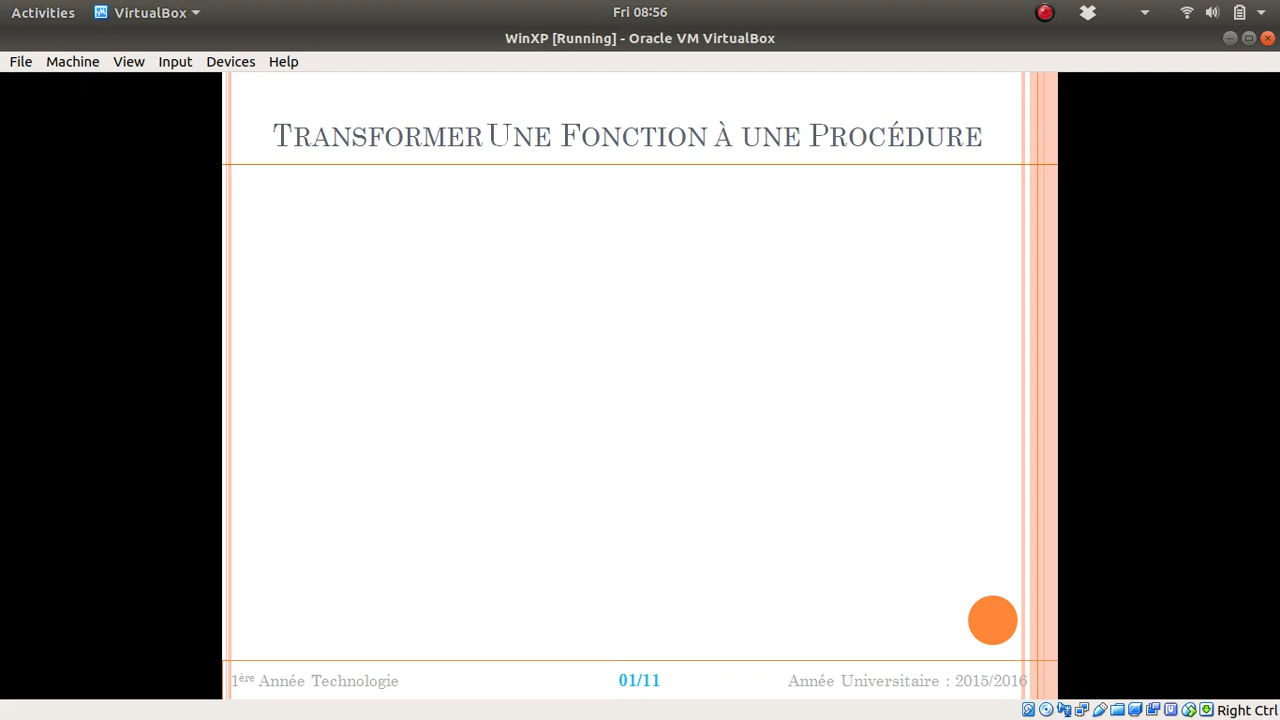 Activities VirtualBox Fri 08:56
WinXP [Running] - Oracle VM VirtualBox
File Machine View Input Devices Help
Transformer Une Fonction à une Procédure
1ère Année Technologie 01/11 Année Universitaire : 2015/2016
Right Ctrl